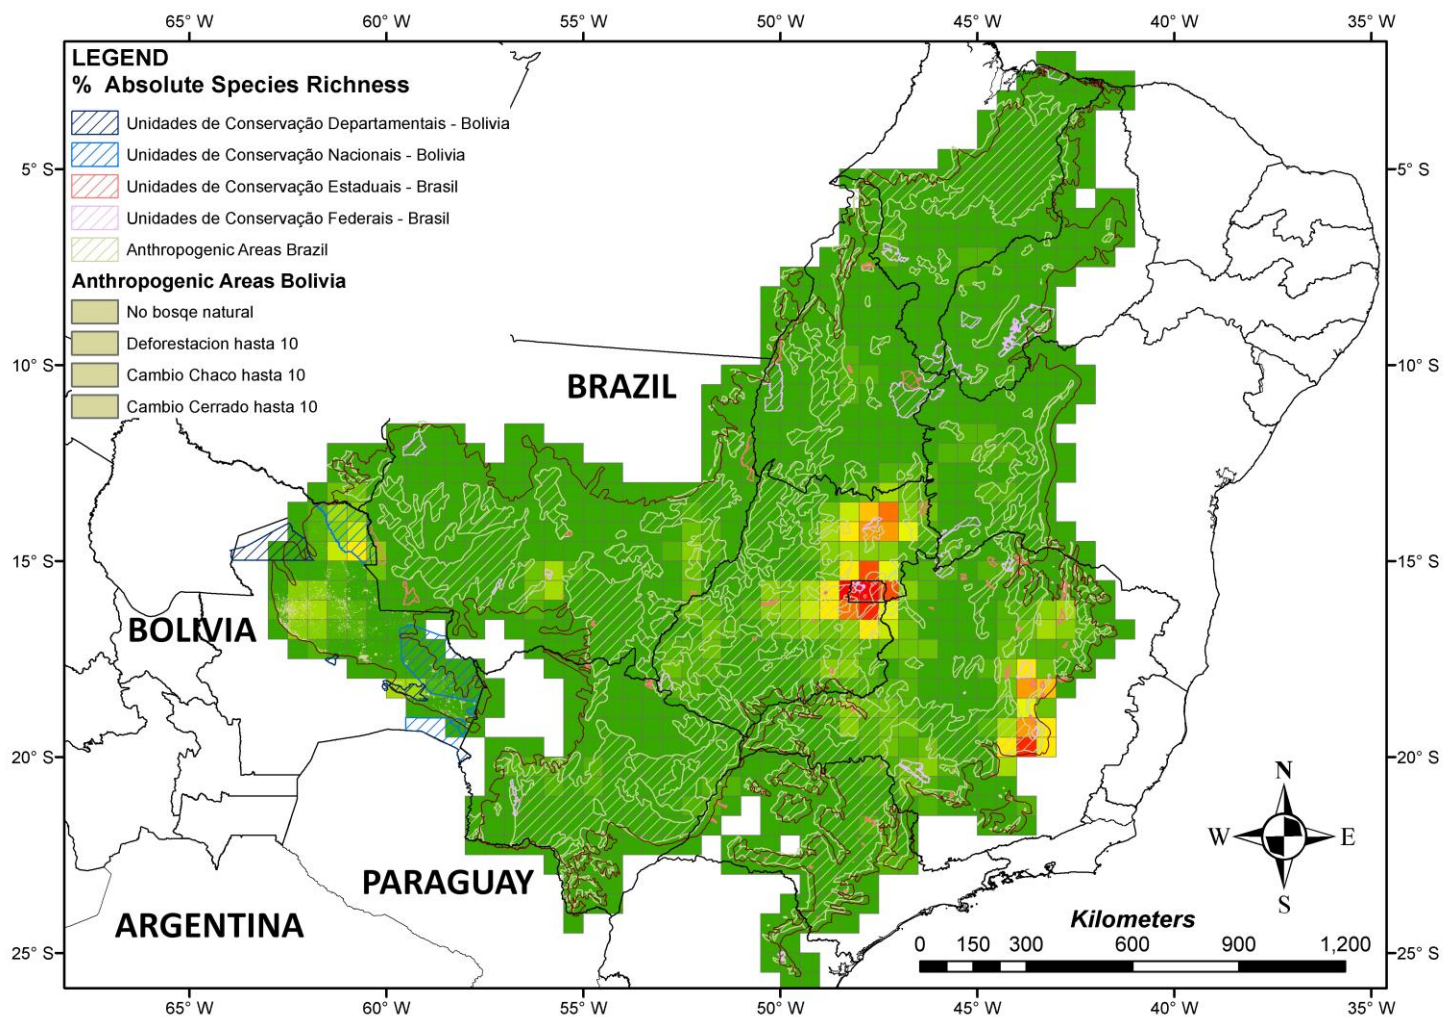 65° W 60° W 55° W 50° W 45° W 40° W 35° W
LEGEND
% Absolute Species Richness
Unidades de Conservação Departamentais - Bolivia
Unidades de Conservação Nacionais - Bolivia
Unidades de Conservação Estaduais - Brasil
Unidades de Conservação Federais - Brasil
Anthropogenic Areas Brazil
Anthropogenic Areas Bolivia
No bosqe natural
Deforestacion hasta 10
Cambio Chaco hasta 10
Cambio Cerrado hasta 10
5° S 5° S
10° S 10° S
BRAZIL
15° S 15° S
BOLIVIA
20° S 20° S
N
W E
S
PARAGUAY
ARGENTINA
Kilometers
0 150 300 600 900 1,200
25° S 25° S
65° W 60° W 55° W 50° W 45° W 40° W 35° W